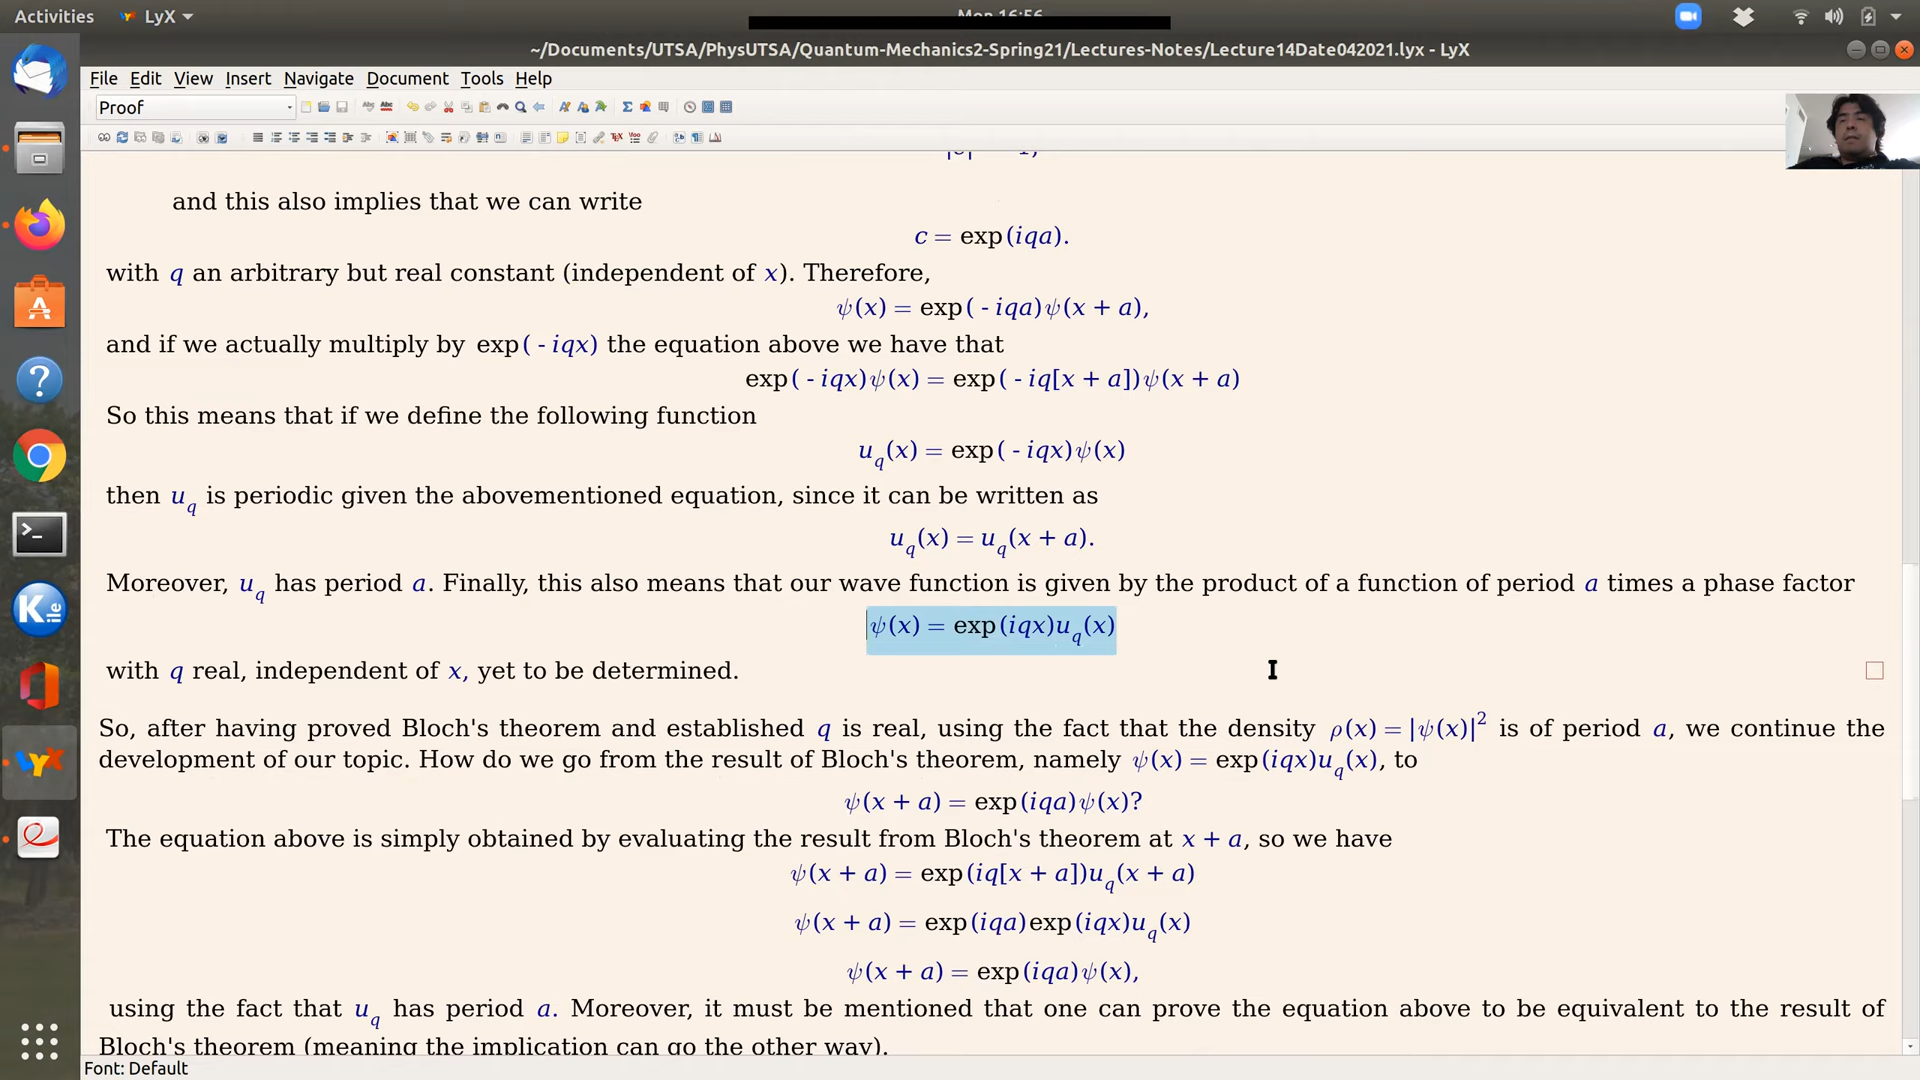 Activities LyX Mon 16:56
~/Documents/UTSA/PhysUTSA/Quantum-Mechanics2-Spring21/Lectures-Notes/Lecture14Date042021.lyx - LyX
File Edit View Insert Navigate Document Tools Help
Proof
and this also implies that we can write
c = exp(iqa).
with q an arbitrary but real constant (independent of x). Therefore,
ψ(x) = exp( - iqa)ψ(x + a),
and if we actually multiply by exp( - iqx) the equation above we have that
exp( - iqx)ψ(x) = exp( - iq[x + a])ψ(x + a)
So this means that if we define the following function
u_q(x) = exp( - iqx)ψ(x)
then u_q is periodic given the abovementioned equation, since it can be written as
u_q(x) = u_q(x + a).
Moreover, u_q has period a. Finally, this also means that our wave function is given by the product of a function of period a times a phase factor
ψ(x) = exp(iqx)u_q(x)
with q real, independent of x, yet to be determined.
So, after having proved Bloch's theorem and established q is real, using the fact that the density ρ(x) = |ψ(x)|² is of period a, we continue the
development of our topic. How do we go from the result of Bloch's theorem, namely ψ(x) = exp(iqx)u_q(x), to
ψ(x + a) = exp(iqa)ψ(x)?
The equation above is simply obtained by evaluating the result from Bloch's theorem at x + a, so we have
ψ(x + a) = exp(iq[x + a])u_q(x + a)
ψ(x + a) = exp(iqa)exp(iqx)u_q(x)
ψ(x + a) = exp(iqa)ψ(x),
using the fact that u_q has period a. Moreover, it must be mentioned that one can prove the equation above to be equivalent to the result of
Bloch's theorem (meaning the implication can go the other way).
Font: Default